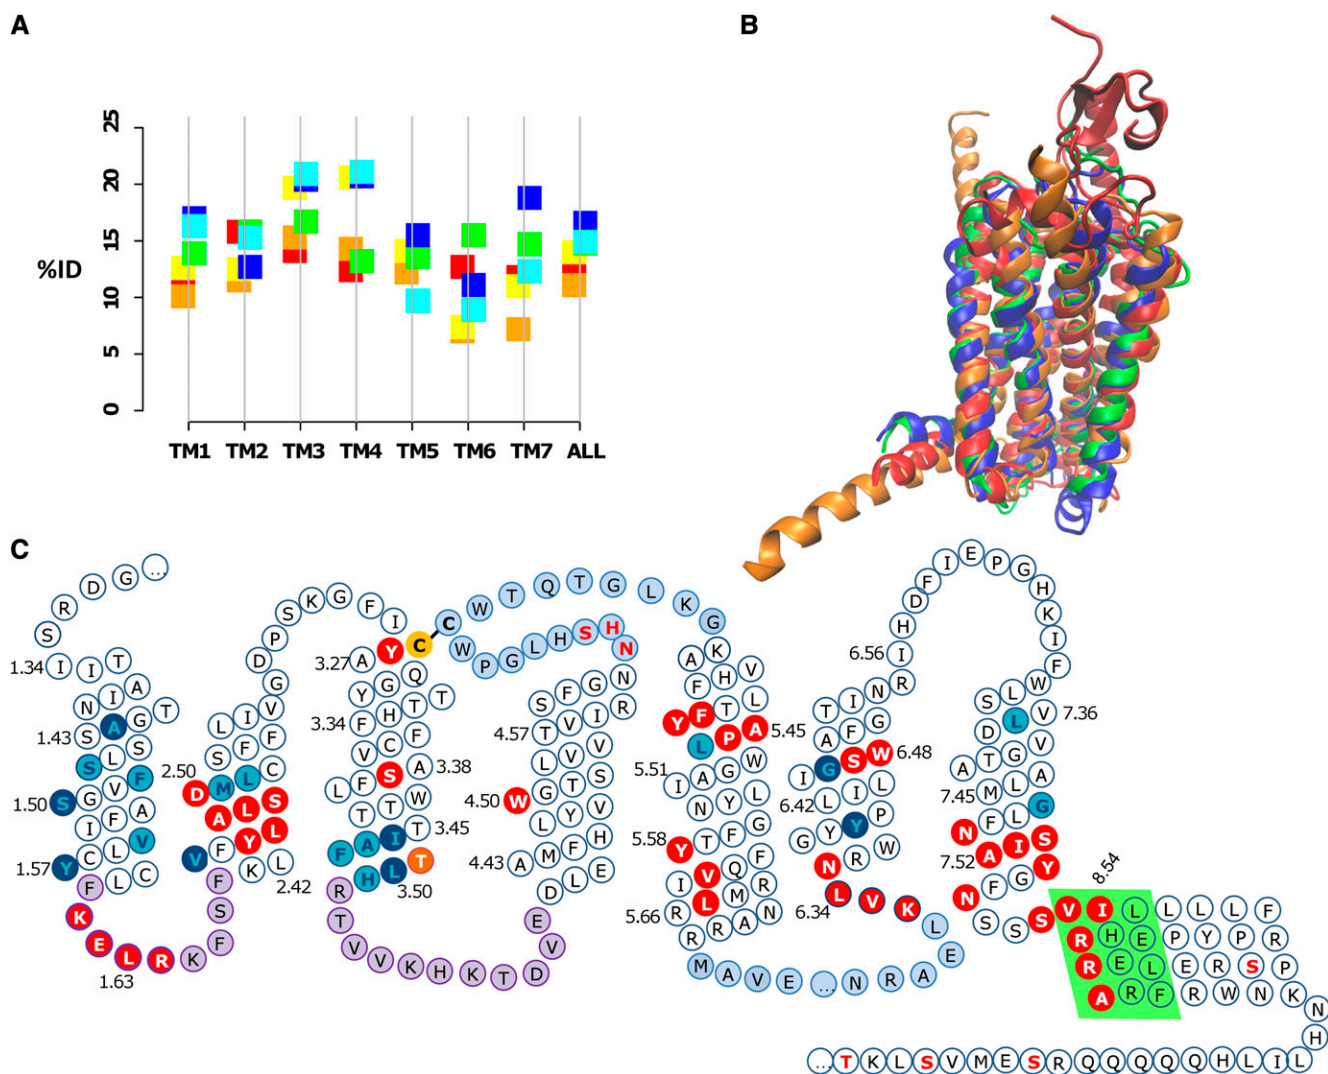 A
B
%ID
25
20
15
10
5
0
TM1 TM2 TM3 TM4 TM5 TM6 TM7 ALL
C
S R D G ...
1.34 I I T
N I A
S A G T
1.43 S L S
S L F
1.50 S G V A
I F V
1.57 Y C L
F L C
K E L R K F S F
1.63
D P S K G F I
G
L I V
S F F
2.50 M L C
D A L S
Y L
V F
K L 2.42
Y C
3.27 A G Q
Y T T
3.34 F H
V C F
F S A 3.38
L T W
T T 3.45
F A I T
R H L 3.50
T V V K H K T D V E
C W T Q T G L K G
W P G L H S H N
S F G N
4.57 T V I R
L V V
4.50 W G T S
L Y V
4.43 A M F H
D L E
A K
F H V
Y F T L
L P A 5.45
5.51 I A G W
N Y L
5.58 Y T F G
V Q F
I L M R
5.66 R R A N
M A V E ... N R A E L
6.56 H D F I E P G H K I F
I
T I N R
A F G
G S W 6.48
I I L
6.42 L I L
G Y Y P
N R W
6.34 L V K
S L W
D L V 7.36
A T G V
7.45 M L A
F L G
N A I S
7.52 G Y
N F
S S S V I
8.54
L L L L F
R H E P Y P R
R E L E R S P
A R F R W N K
N
H
... T K L S V M E S R Q Q Q Q Q H L I L